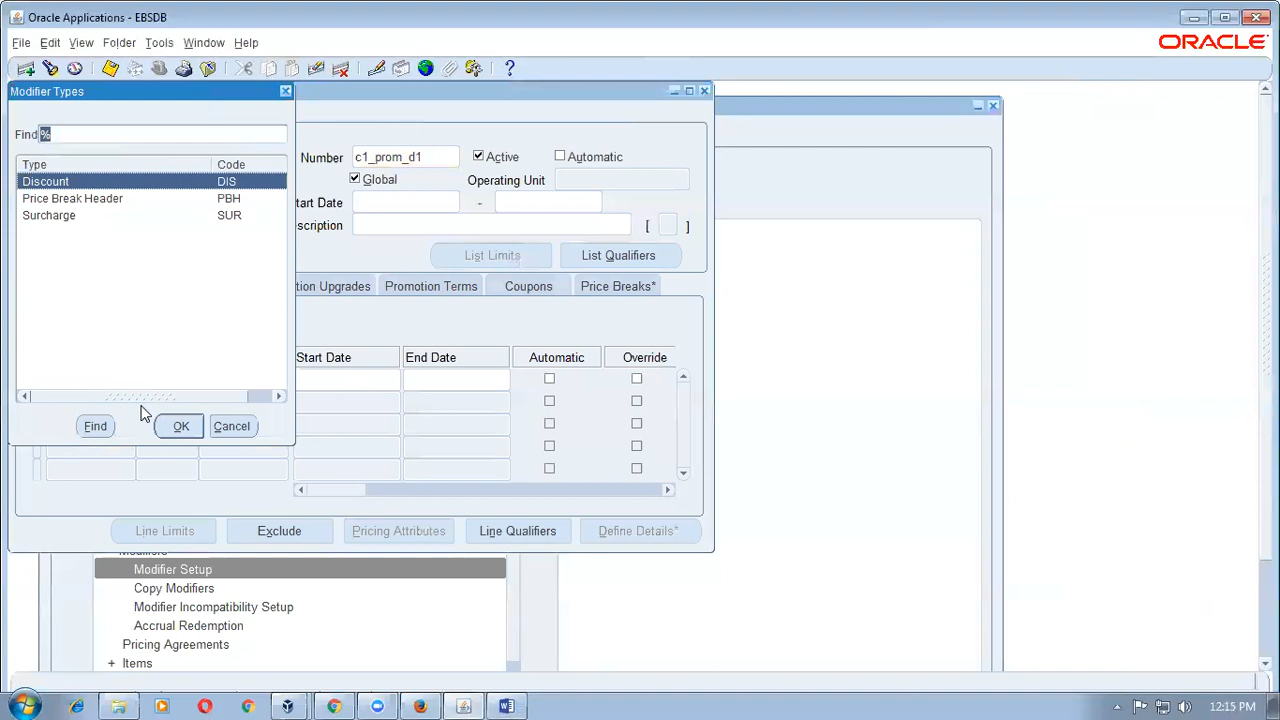 Oracle Applications - EBSDB
File Edit View Folder Tools Window Help
ORACLE
Modifier Types
Find %
Type Code
Discount DIS
Price Break Header PBH
Surcharge SUR
Find OK Cancel
Number c1_prom_d1 Active Automatic
Global Operating Unit
tart Date -
scription [ ]
List Limits List Qualifiers
tion Upgrades Promotion Terms Coupons Price Breaks*
Start Date End Date Automatic Override
Line Limits Exclude Pricing Attributes Line Qualifiers Define Details*
Modifiers
Modifier Setup
Copy Modifiers
Modifier Incompatibility Setup
Accrual Redemption
Pricing Agreements
+ Items
12:15 PM